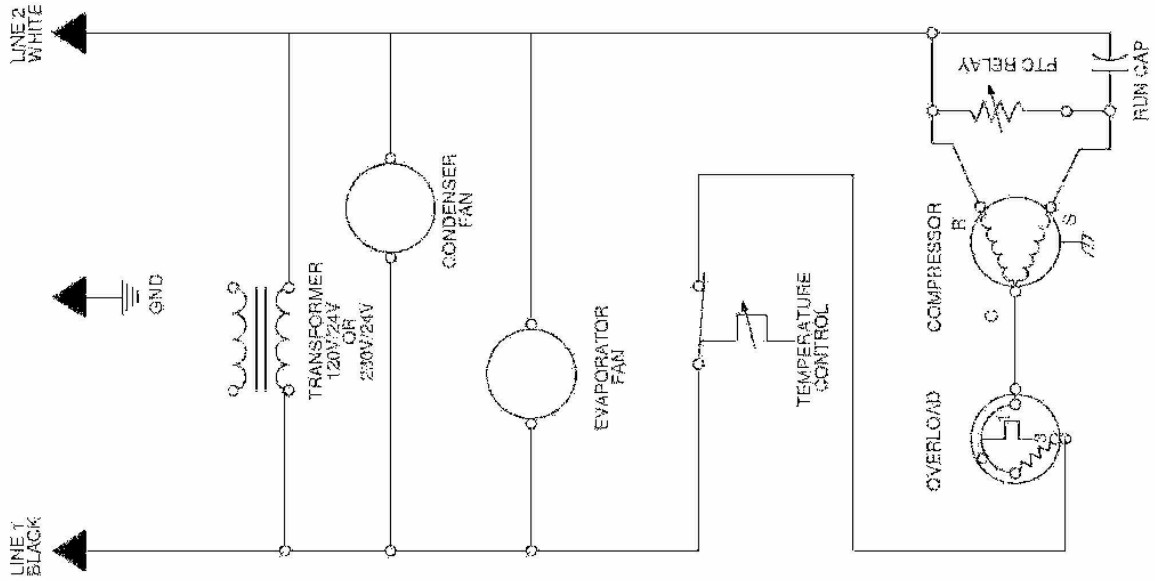 LINE 1
BLACK
GND
LINE 2
WHITE
TRANSFORMER
120V/24V
OR
230V/24V
CONDENSER
FAN
EVAPORATOR
FAN
TEMPERATURE
CONTROL
OVERLOAD
1
3
C
COMPRESSOR
R
S
PTC RELAY
RUN CAP